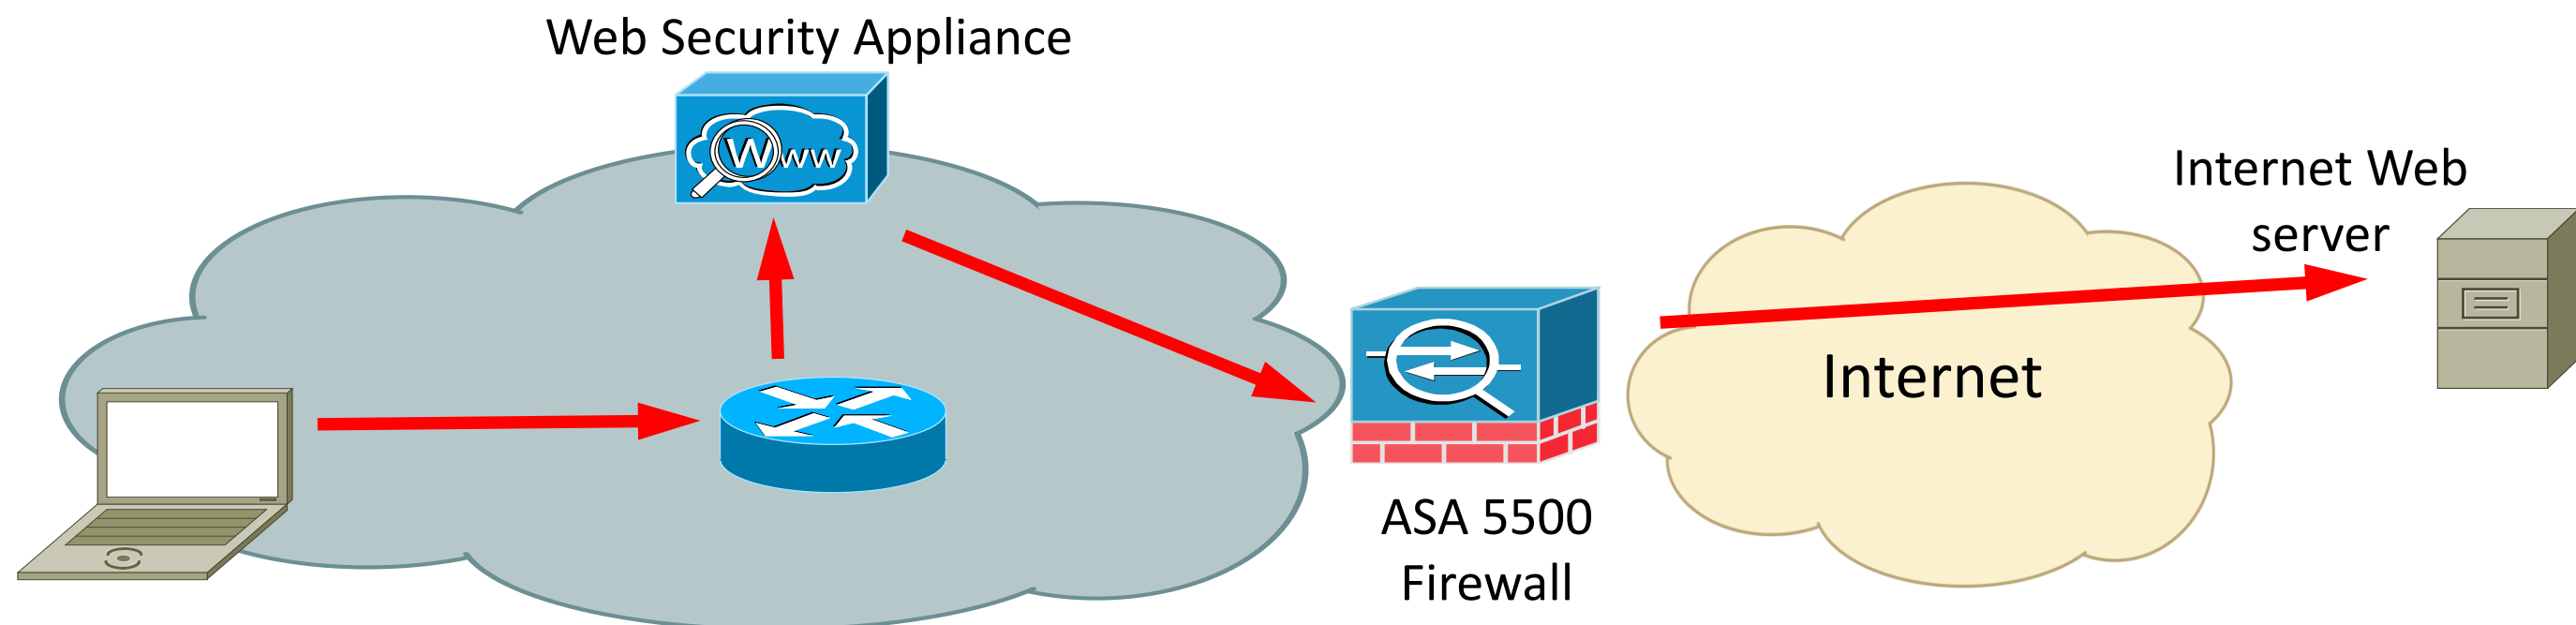 Web Security Appliance
Www
Internet Web
server
Internet
ASA 5500
Firewall